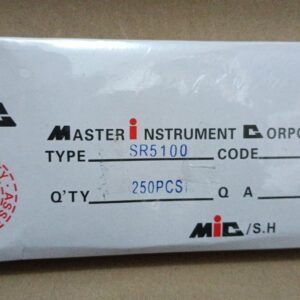 MASTER INSTRUMENT CORPO
TYPE SR5100 CODE
Q'TY 250PCS Q A
MIC / S.H